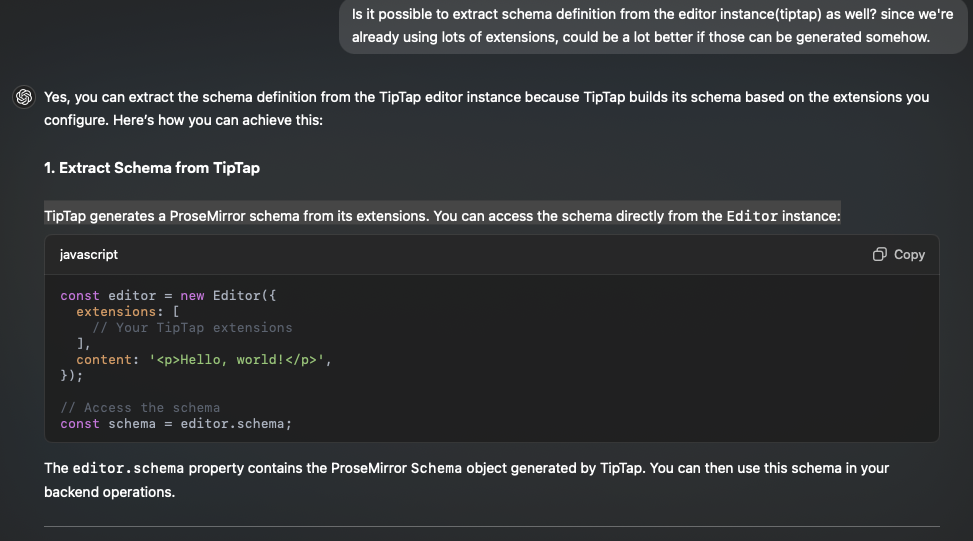 Is it possible to extract schema definition from the editor instance(tiptap) as well? since we're
already using lots of extensions, could be a lot better if those can be generated somehow.
Yes, you can extract the schema definition from the TipTap editor instance because TipTap builds its schema based on the extensions you
configure. Here's how you can achieve this:
1. Extract Schema from TipTap
TipTap generates a ProseMirror schema from its extensions. You can access the schema directly from the Editor instance:
javascript
Copy
const editor = new Editor({
  extensions: [
    // Your TipTap extensions
  ],
  content: '<p>Hello, world!</p>',
});
// Access the schema
const schema = editor.schema;
The editor.schema property contains the ProseMirror Schema object generated by TipTap. You can then use this schema in your
backend operations.